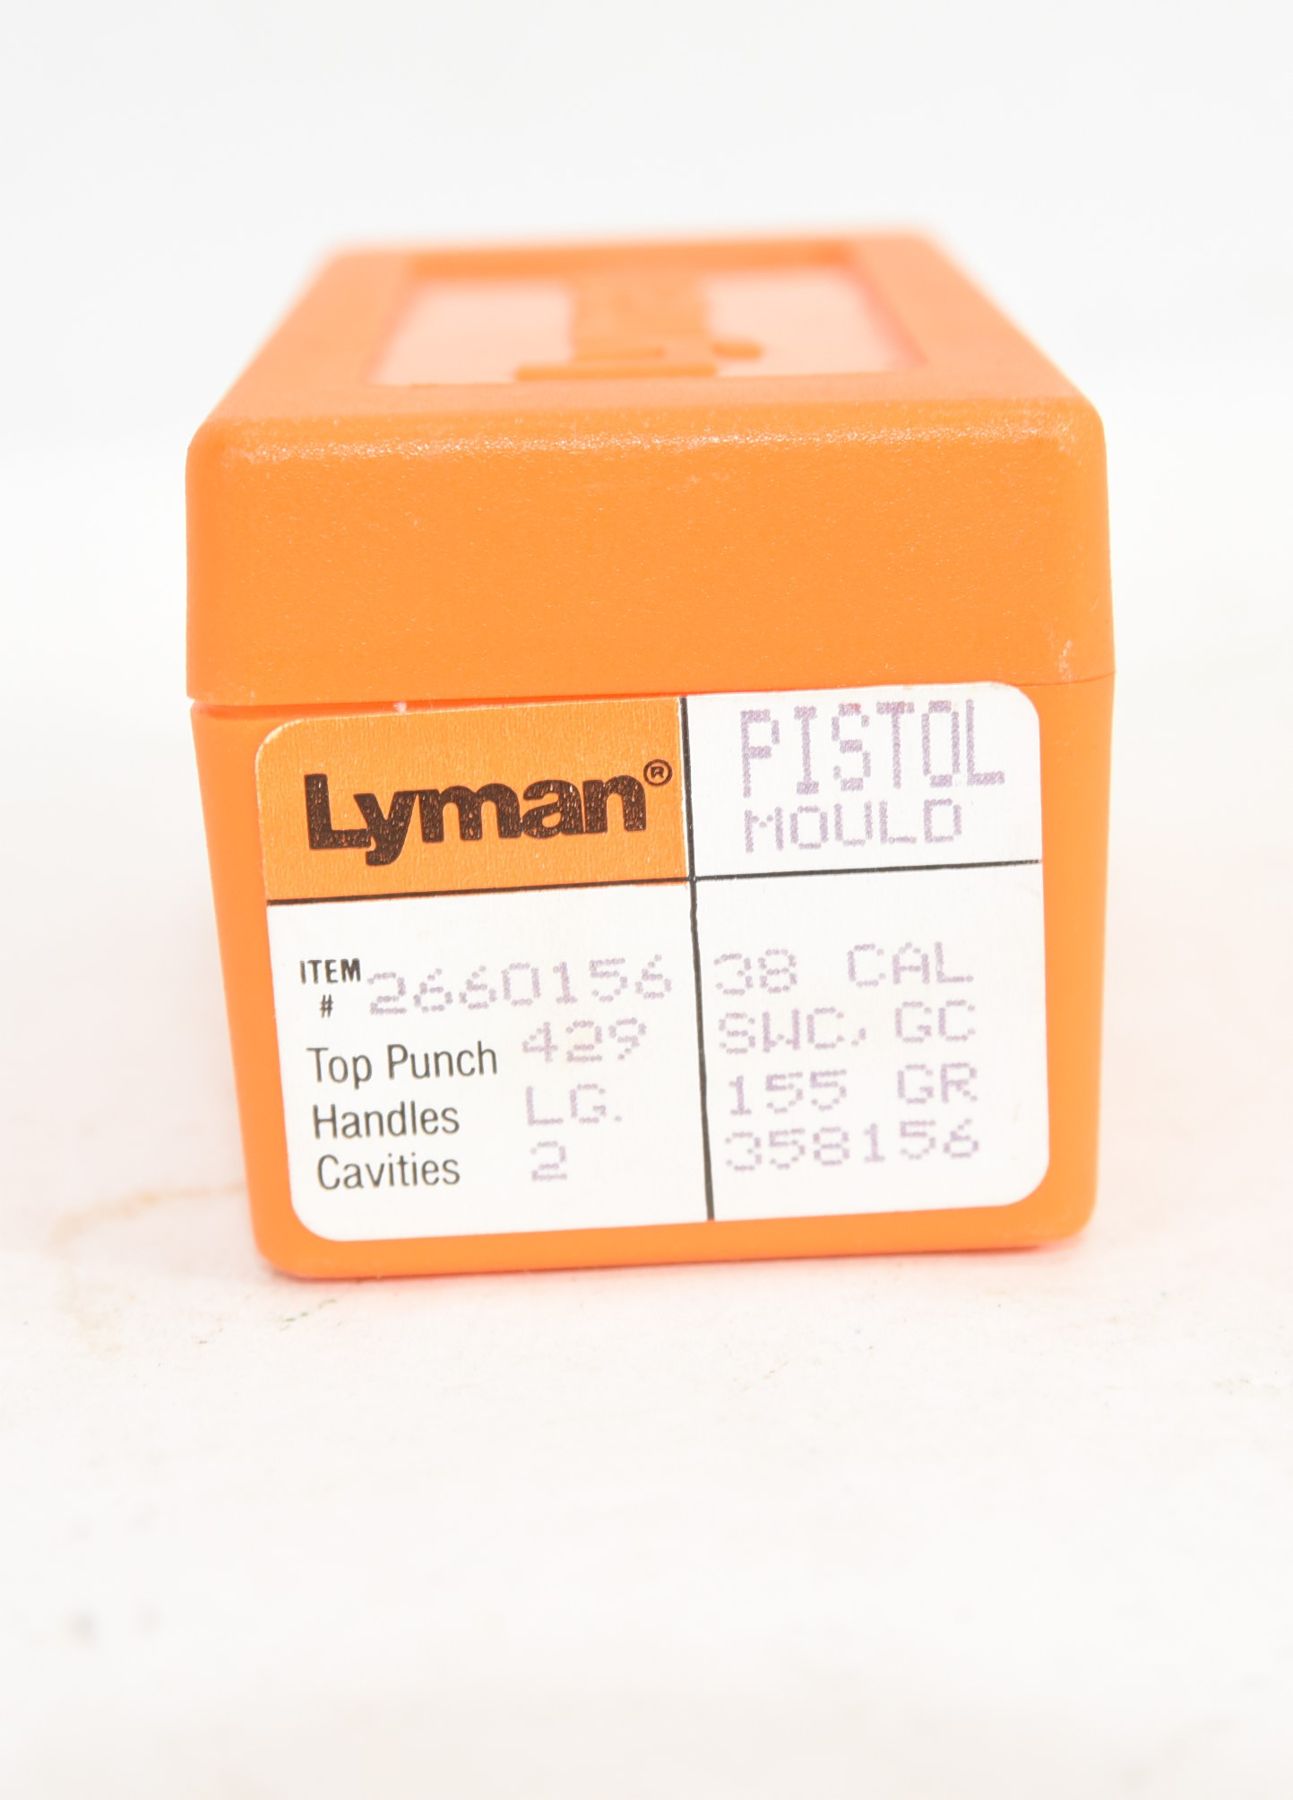 Lyman®
PISTOL
MOULD
ITEM # 2660156
Top Punch 429
Handles LG.
Cavities 2
38 CAL
SWC, GC
155 GR
358156